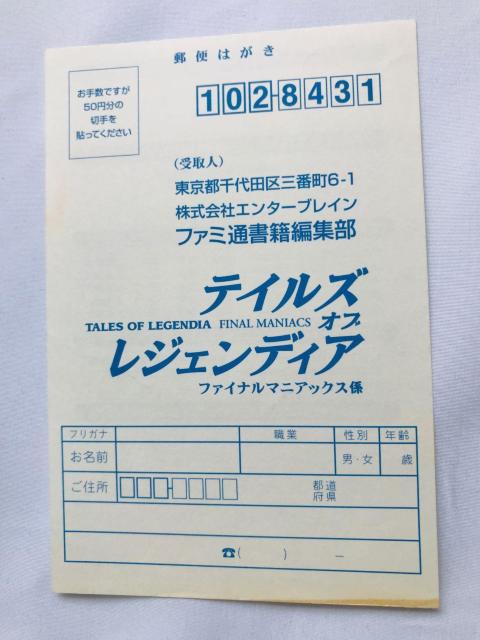 郵便はがき
お手数ですが
50円分の
切手を
貼ってください
102-8431
(受取人)
東京都千代田区三番町6-1
株式会社エンターブレイン
ファミ通書籍編集部
テイルズ
TALES OF LEGENDIA FINAL MANIACS オブ
レジェンディア
ファイナルマニアックス係
フリガナ 職業 性別 年齢
お名前 男・女 歳
ご住所 - 都道
府県
☎( ) -